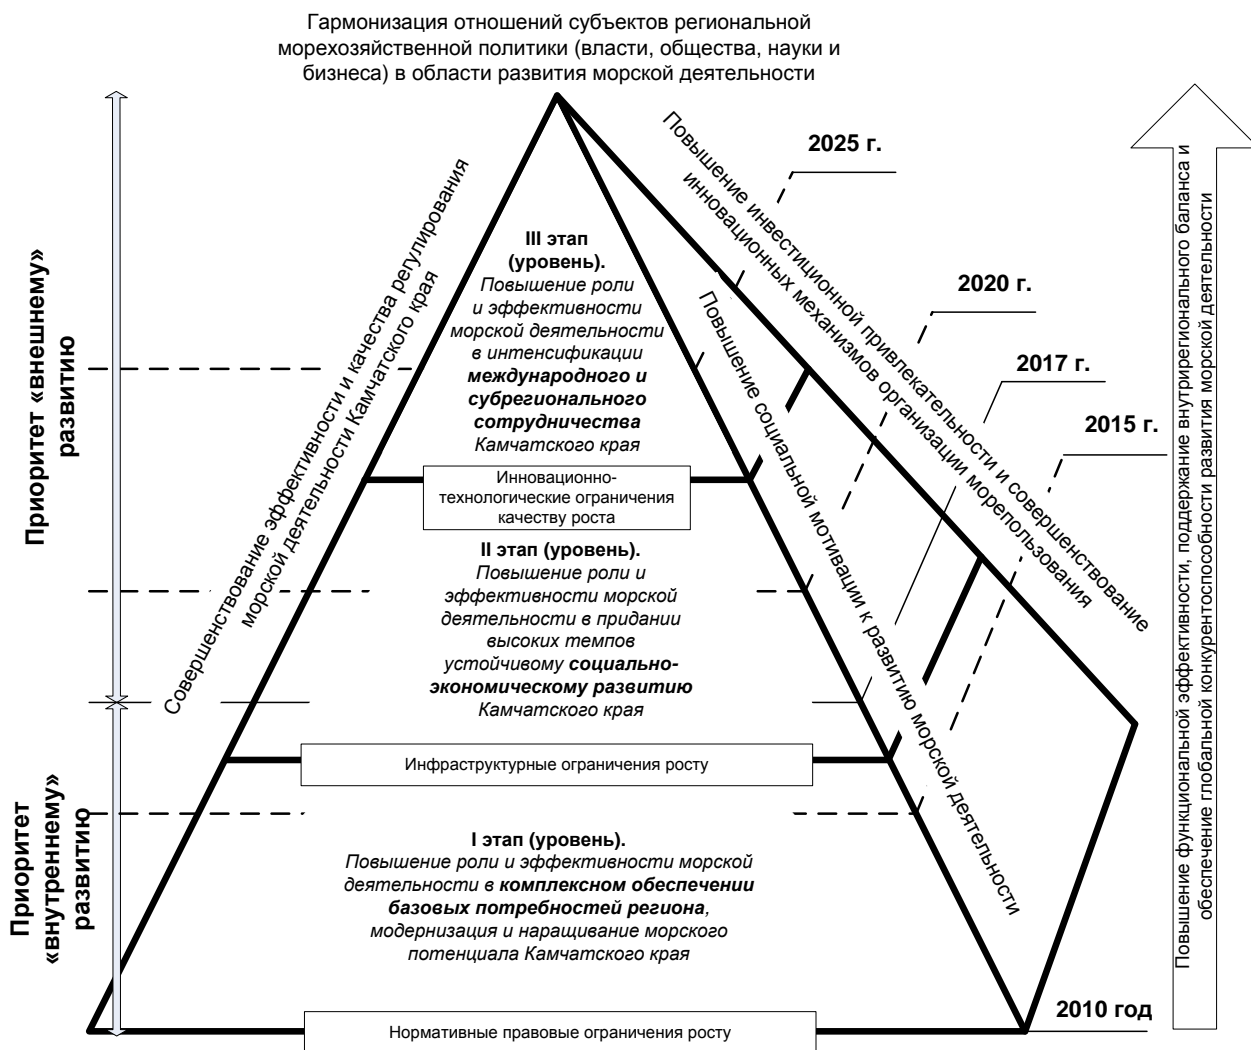 Гармонизация отношений субъектов региональной
морехозяйственной политики (власти, общества, науки и
бизнеса) в области развития морской деятельности
Приоритет «внешнему»
развитию
Приоритет
«внутреннему»
развитию
Совершенствование эффективности и качества регулирования
морской деятельности Камчатского края
III этап
(уровень).
Повышение роли
и эффективности
морской деятельности
в интенсификации
международного и
субрегионального
сотрудничества
Камчатского края
Инновационно-
технологические ограничения
качеству роста
II этап (уровень).
Повышение роли и
эффективности морской
деятельности в придании
высоких темпов
устойчивому социально-
экономическому развитию
Камчатского края
Инфраструктурные ограничения росту
I этап (уровень).
Повышение роли и эффективности морской
деятельности в комплексном обеспечении
базовых потребностей региона,
модернизация и наращивание морского
потенциала Камчатского края
Нормативные правовые ограничения росту
Повышение социальной мотивации к развитию морской деятельности
Повышение инвестиционной привлекательности и совершенствование
инновационных механизмов организации морепользования
2025 г.
2020 г.
2017 г.
2015 г.
2010 год
Повышение функциональной эффективности, поддержание внутрирегионального баланса и
обеспечение глобальной конкурентоспособности развития морской деятельности